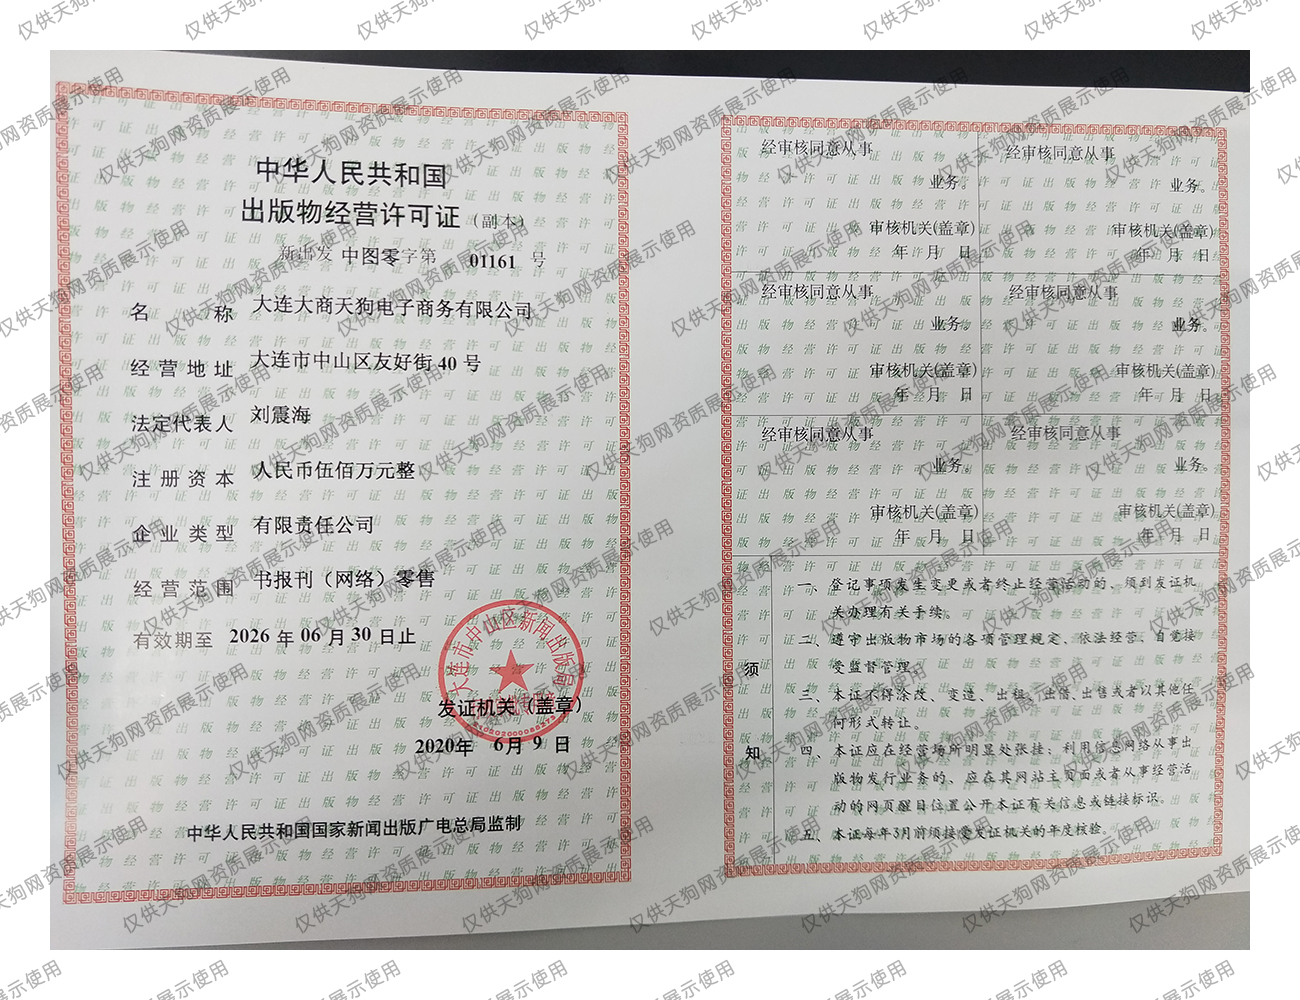 中华人民共和国
出版物经营许可证（副本）
新出发 中图零字第 01161 号
名 称 大连大商天狗电子商务有限公司
经营地址 大连市中山区友好街 40 号
法定代表人 刘震海
注册资本 人民币伍佰万元整
企业类型 有限责任公司
经营范围 书报刊（网络）零售
有效期至 2026 年 06 月 30 日止
大连市中山区新闻出版局
发证机关（盖章）
2020年 6月 9 日
中华人民共和国国家新闻出版广电总局监制
经审核同意从事
业务。
审核机关(盖章)
年 月 日
经审核同意从事
业务。
审核机关(盖章)
年 月 日
经审核同意从事
业务。
审核机关(盖章)
年 月 日
经审核同意从事
业务。
审核机关(盖章)
年 月 日
经审核同意从事
业务。
审核机关(盖章)
年 月 日
经审核同意从事
业务。
审核机关(盖章)
年 月 日
须知
一、登记事项发生变更或者终止经营活动的、须到发证机
关办理有关手续。
二、遵守出版物市场的各项管理规定、依法经营、自觉接
受监督管理。
三、本证不得涂改、变造、出租、出借、出售或者以其他任
何形式转让。
四、本证应在经营场所明显处张挂；利用信息网络从事出
版物发行业务的、应在其网站主页面或者从事经营活
动的网页醒目位置公开本证有关信息或链接标识。
五、本证每年3月前须接受发证机关的年度核验。
仅供天狗网资质展示使用